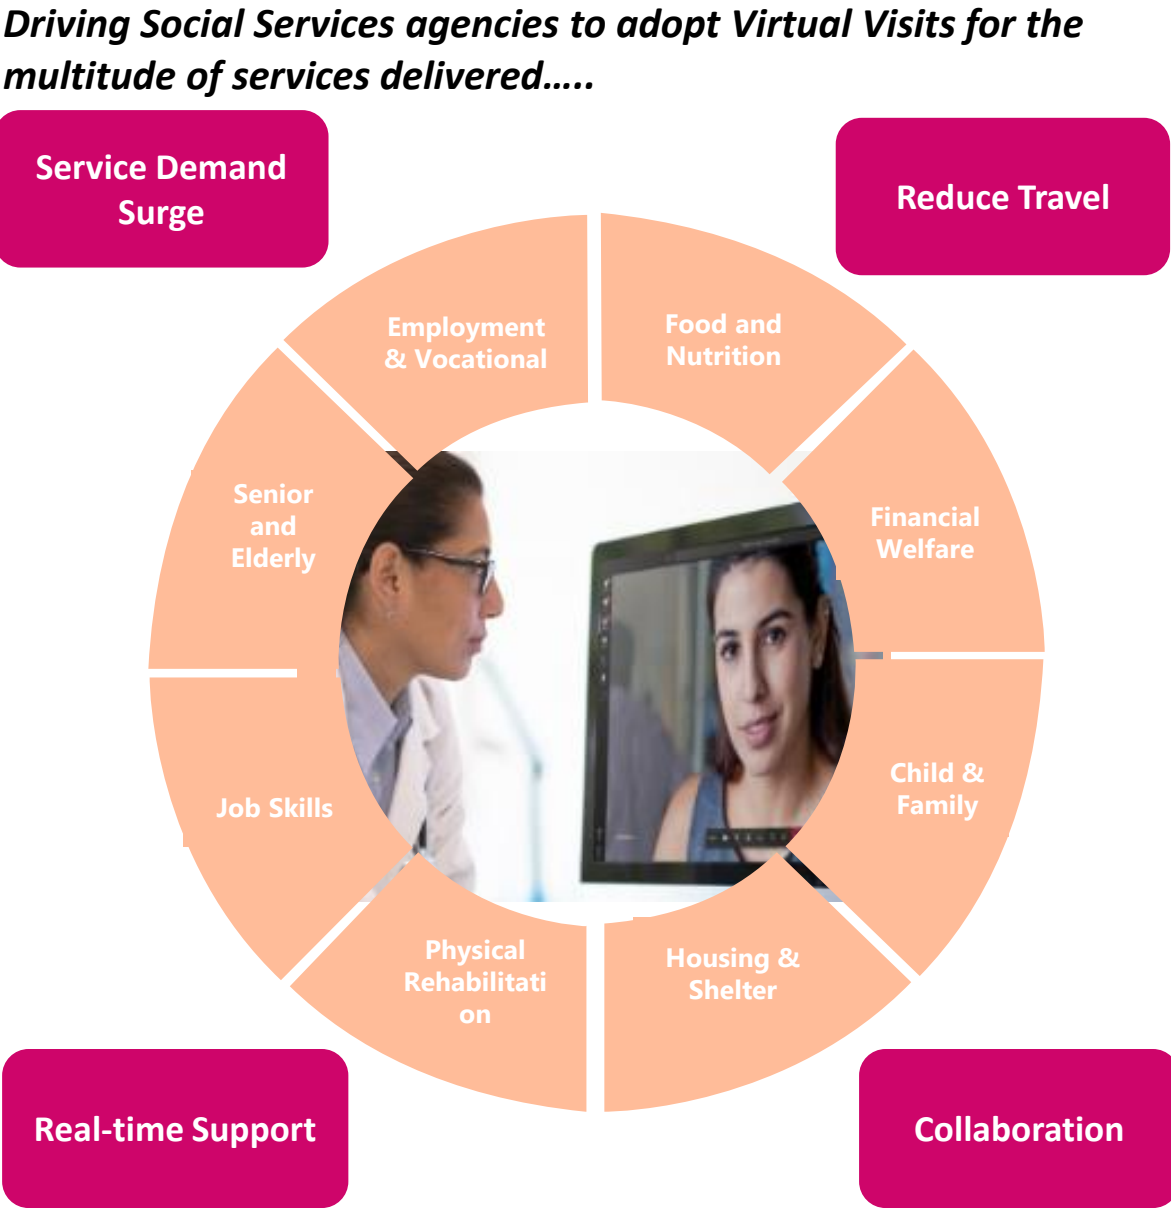 Driving Social Services agencies to adopt Virtual Visits for the
multitude of services delivered.....
Service Demand
Surge
Reduce Travel
Employment
& Vocational
Food and
Nutrition
Senior
and
Elderly
Financial
Welfare
Job Skills
Child &
Family
Physical
Rehabilitati
on
Housing &
Shelter
Real-time Support
Collaboration